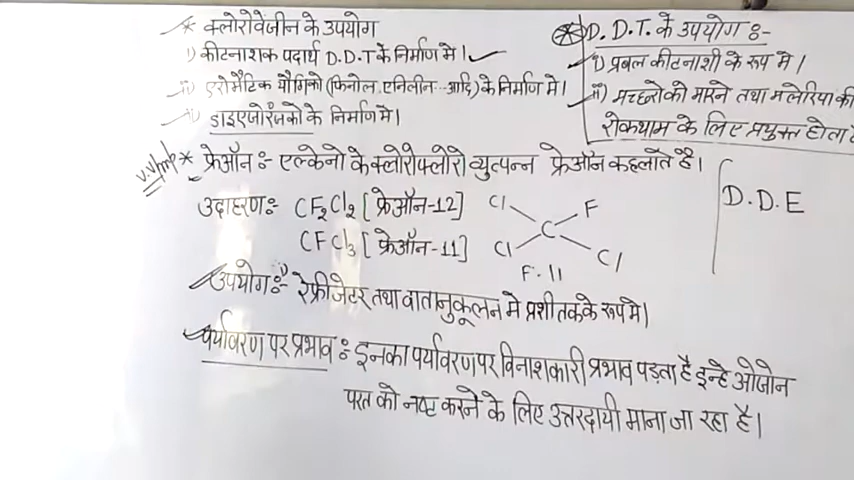 * क्लोरोबेंजीन के उपयोग
i) कीटनाशक पदार्थ D.D.T के निर्माण मे।
ii) एरोमैटिक यौगिको (फिनोल, एनिलीन--आदि) के निर्माण मे।
iii) डाइएजोरंजको के निर्माण मे।
* D.D.T. के उपयोग :-
i) प्रबल कीटनाशी के रूप मे।
ii) मच्छरो को मारने तथा मलेरिया की
रोकथाम के लिए प्रयुक्त होता है
V.V.Imp * फ्रेऑन :- एल्केनो के क्लोरोफ्लोरो व्युत्पन्न फ्रेऑन कहलाते है।
उदाहरण :- CF₂Cl₂ [फ्रेऑन-12]
CFCl₃ [फ्रेऑन-11]
Cl F
C
Cl Cl
F-11
D.D.E
उपयोग :- i) रेफ्रीजेटर तथा वातानुकूलन मे प्रशीतक के रूप मे।
पर्यावरण पर प्रभाव :- इनका पर्यावरण पर विनाशकारी प्रभाव पड़ता है इन्हे ओजोन
परत को नष्ट करने के लिए उत्तरदायी माना जा रहा है।